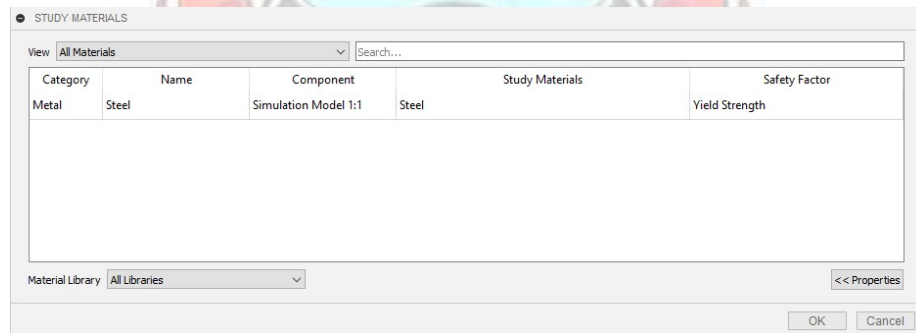 STUDY MATERIALS
View All Materials Search...
Category Name Component Study Materials Safety Factor
Metal Steel Simulation Model 1:1 Steel Yield Strength
Material Library All Libraries << Properties
OK Cancel